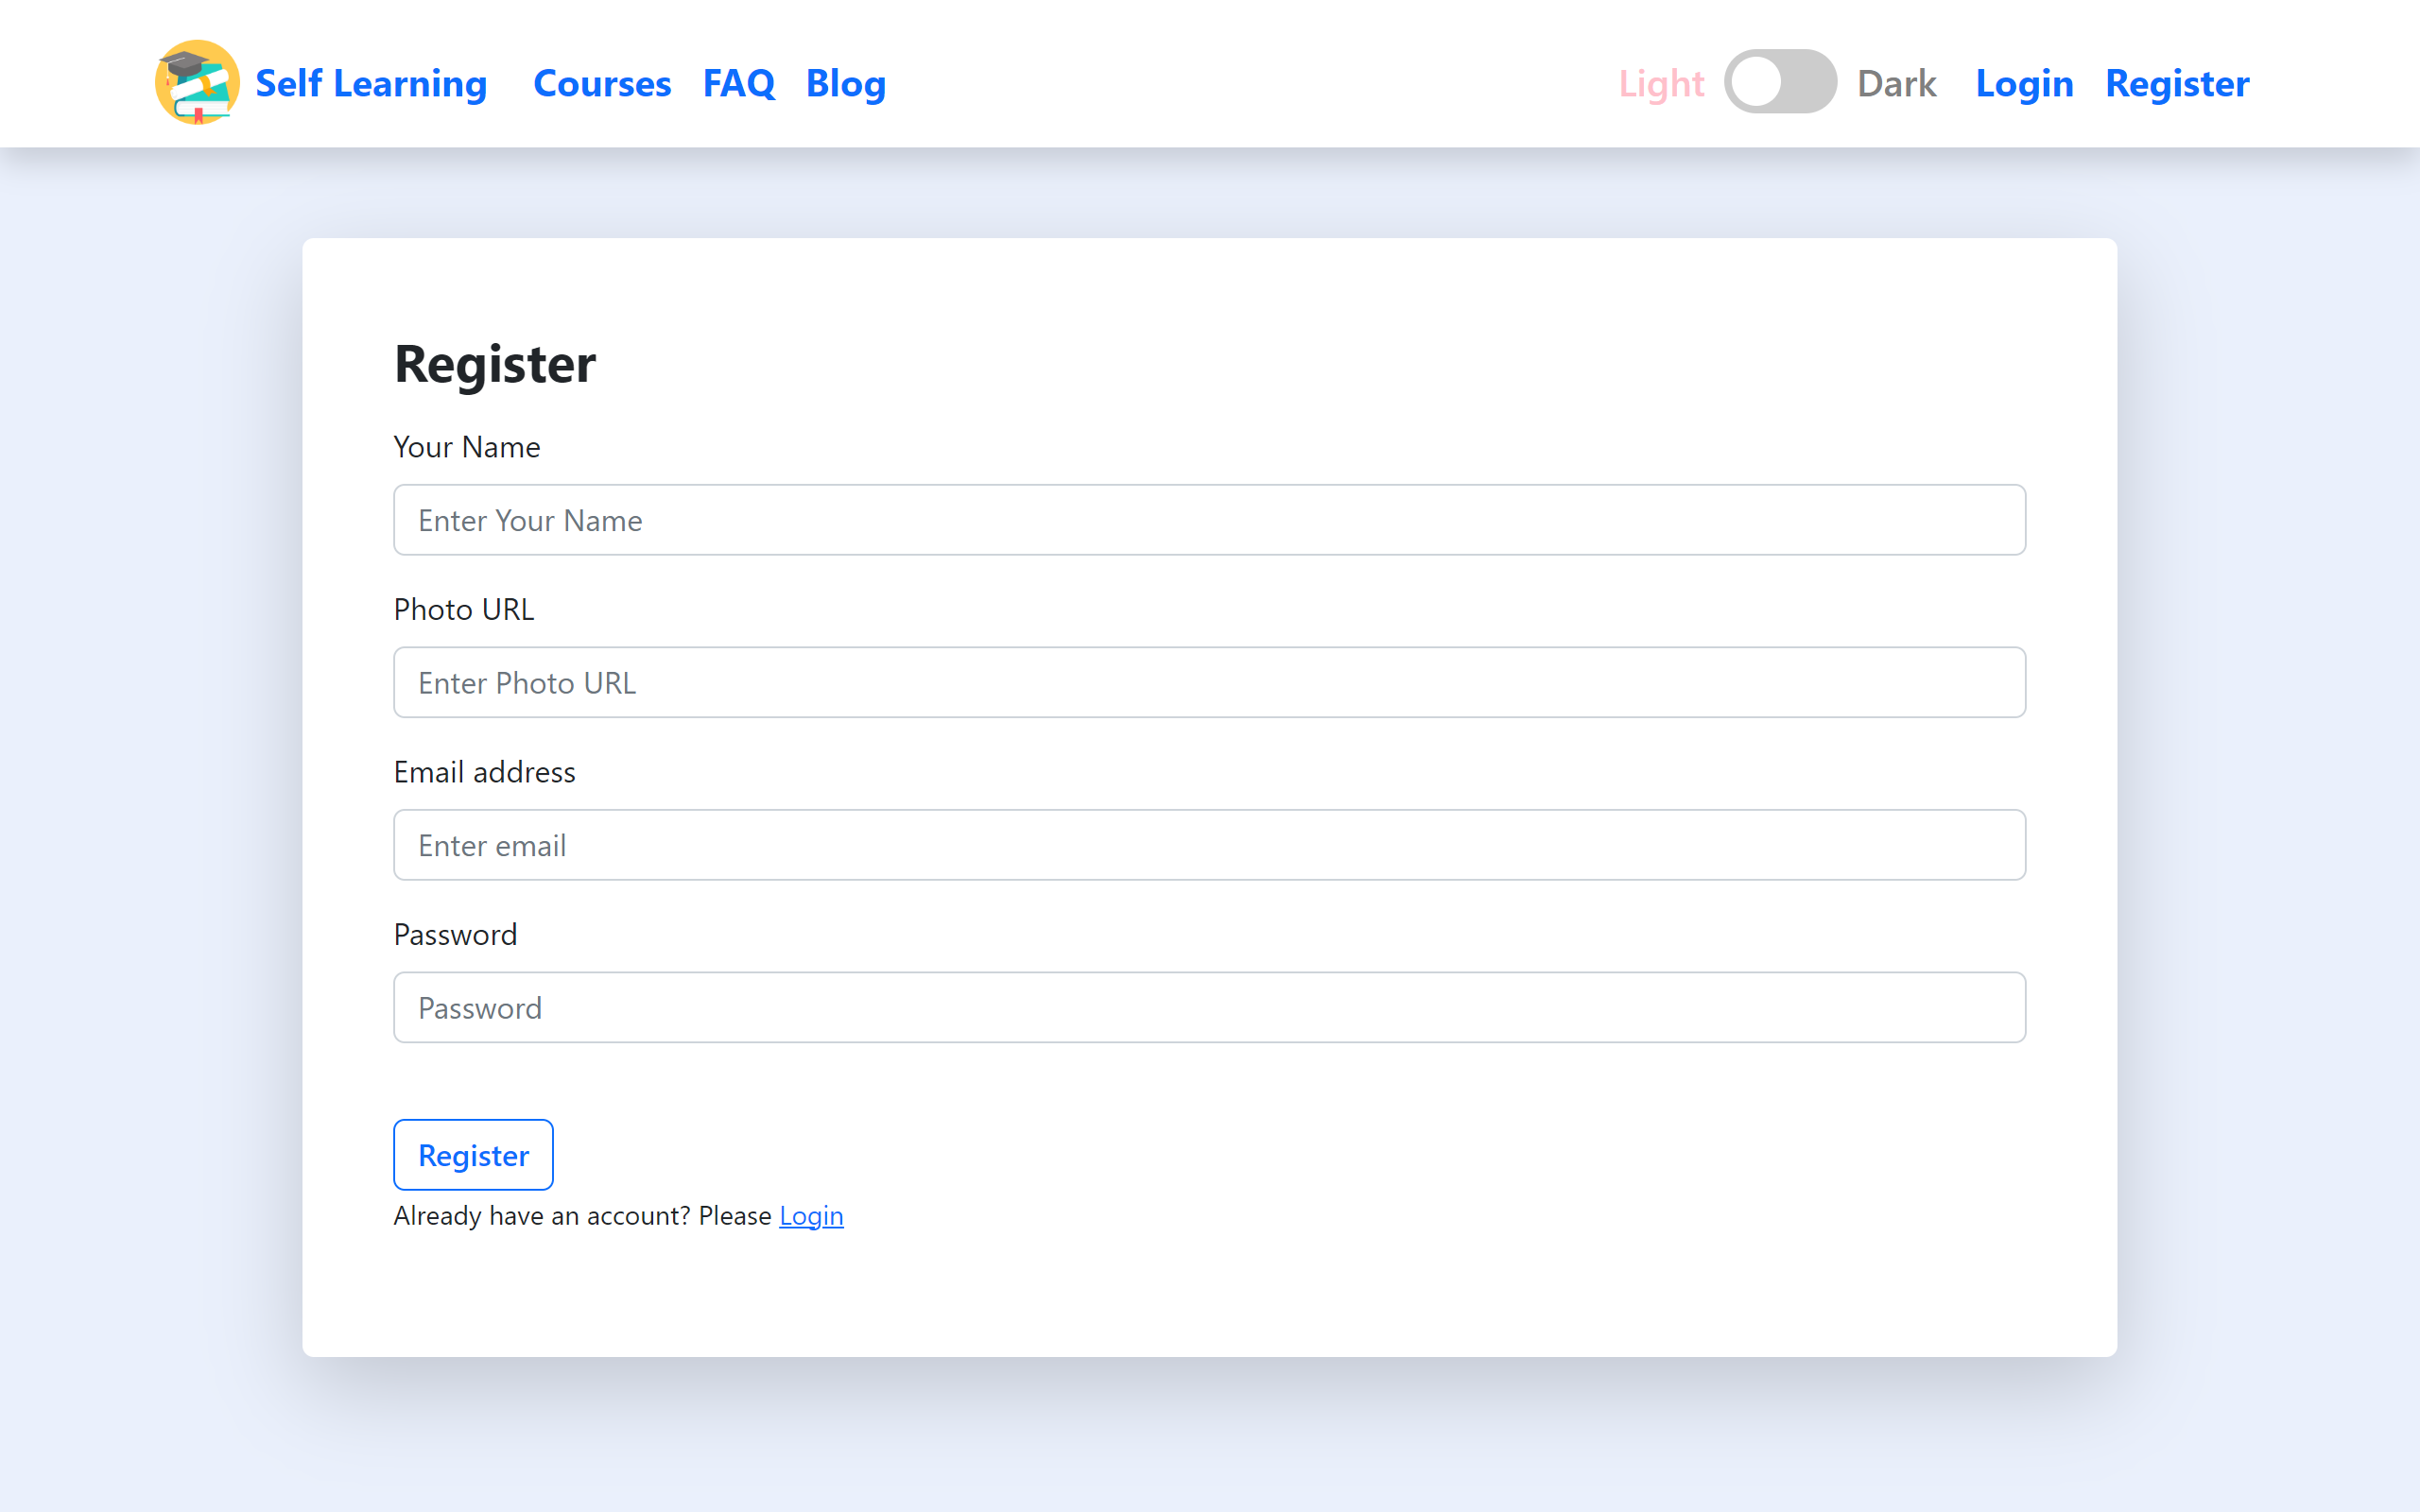 Self Learning Courses FAQ Blog Light Dark Login Register
Register
Your Name
Enter Your Name
Photo URL
Enter Photo URL
Email address
Enter email
Password
Password
Register
Already have an account? Please Login